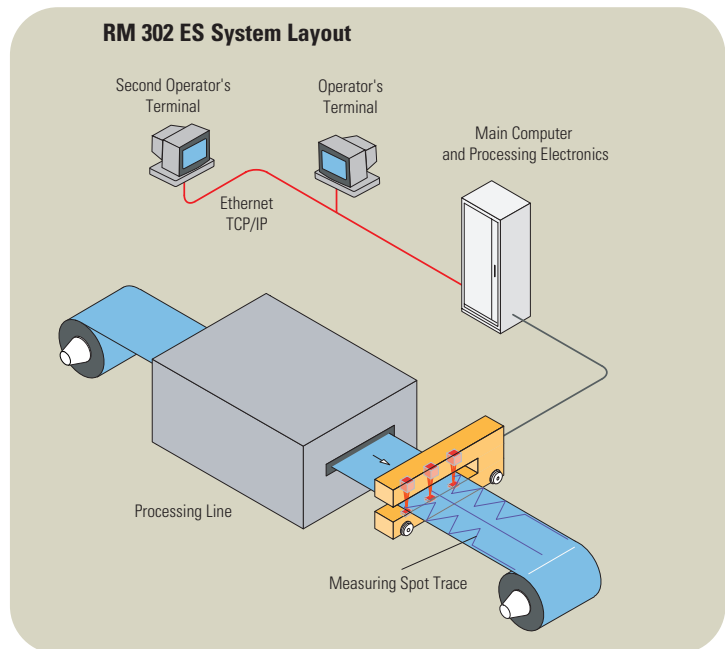 RM 302 ES System Layout
Second Operator's
Terminal
Operator's
Terminal
Main Computer
and Processing Electronics
Ethernet
TCP/IP
Processing Line
Measuring Spot Trace